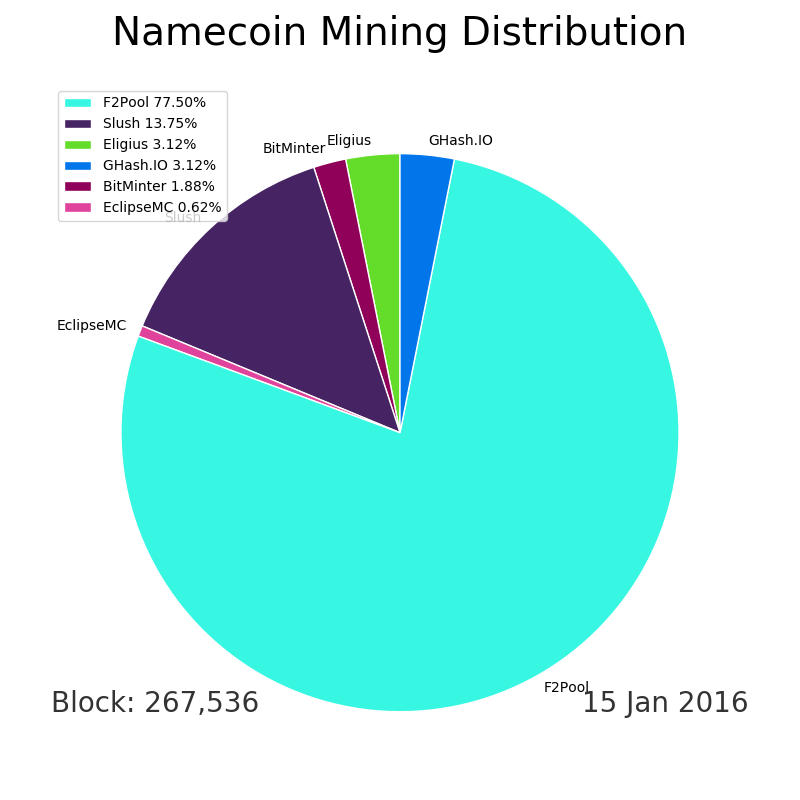 Namecoin Mining Distribution
F2Pool 77.50%
Slush 13.75%
Eligius 3.12%
GHash.IO 3.12%
BitMinter 1.88%
EclipseMC 0.62%
BitMinter
Eligius
GHash.IO
Slush
EclipseMC
F2Pool
Block: 267,536
15 Jan 2016